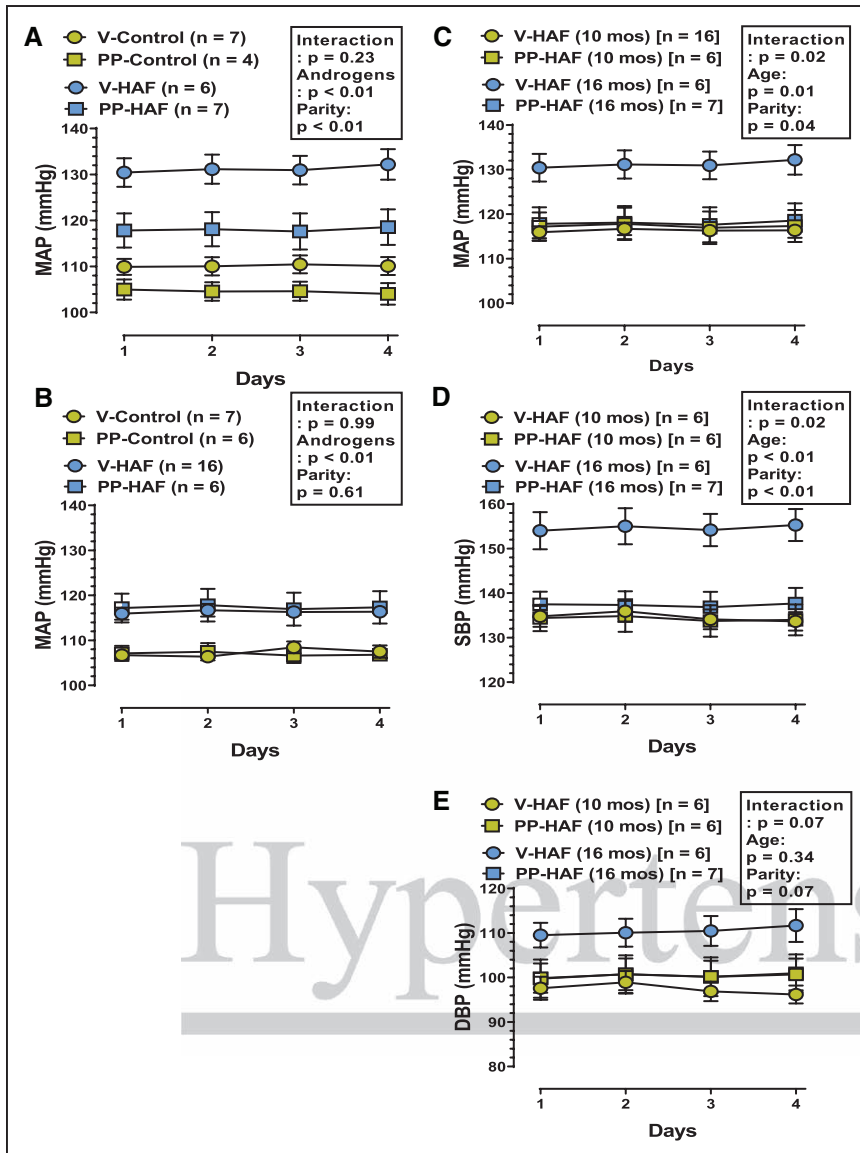 A
V-Control (n = 7)
PP-Control (n = 4)
V-HAF (n = 6)
PP-HAF (n = 7)
Interaction
: p = 0.23
Androgens
: p < 0.01
Parity:
p < 0.01
MAP (mmHg)
140
130
120
110
100
1 2 3 4
Days
B
V-Control (n = 7)
PP-Control (n = 6)
V-HAF (n = 16)
PP-HAF (n = 6)
Interaction
: p = 0.99
Androgens
: p < 0.01
Parity:
p = 0.61
MAP (mmHg)
140
130
120
110
100
1 2 3 4
Days
C
V-HAF (10 mos) [n = 16]
PP-HAF (10 mos) [n = 6]
V-HAF (16 mos) [n = 6]
PP-HAF (16 mos) [n = 7]
Interaction
: p = 0.02
Age:
p = 0.01
Parity:
p = 0.04
MAP (mmHg)
140
130
120
110
100
1 2 3 4
Days
D
V-HAF (10 mos) [n = 6]
PP-HAF (10 mos) [n = 6]
V-HAF (16 mos) [n = 6]
PP-HAF (16 mos) [n = 7]
Interaction
: p = 0.02
Age:
p < 0.01
Parity:
p < 0.01
SBP (mmHg)
160
150
140
130
120
1 2 3 4
Days
E
V-HAF (10 mos) [n = 6]
PP-HAF (10 mos) [n = 6]
V-HAF (16 mos) [n = 6]
PP-HAF (16 mos) [n = 7]
Interaction
: p = 0.07
Age:
p = 0.34
Parity:
p = 0.07
DBP (mmHg)
120
110
100
90
80
1 2 3 4
Days
Hypertens